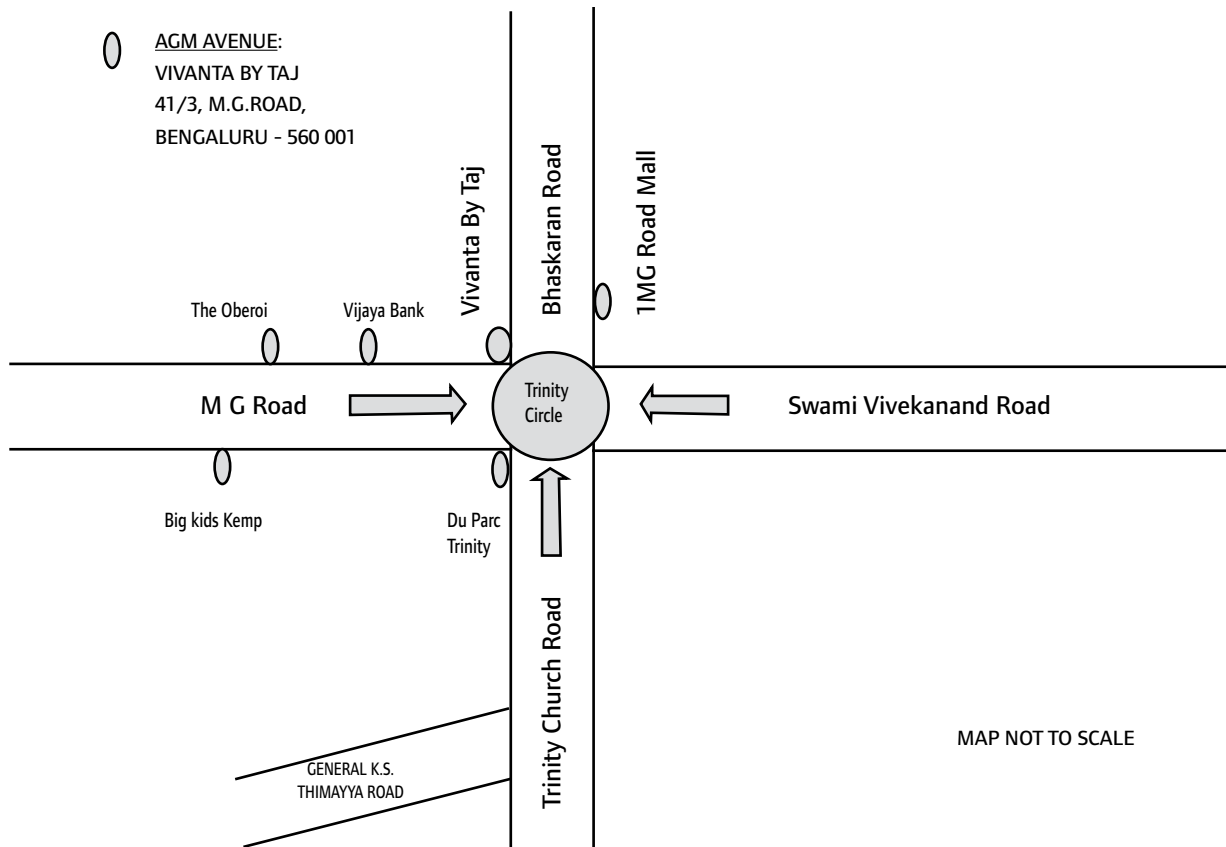 AGM AVENUE:
VIVANTA BY TAJ
41/3, M.G.ROAD,
BENGALURU - 560 001
Vivanta By Taj
Bhaskaran Road
1MG Road Mall
The Oberoi
Vijaya Bank
M G Road
Trinity
Circle
Swami Vivekanand Road
Big kids Kemp
Du Parc
Trinity
Trinity Church Road
GENERAL K.S.
THIMAYYA ROAD
MAP NOT TO SCALE